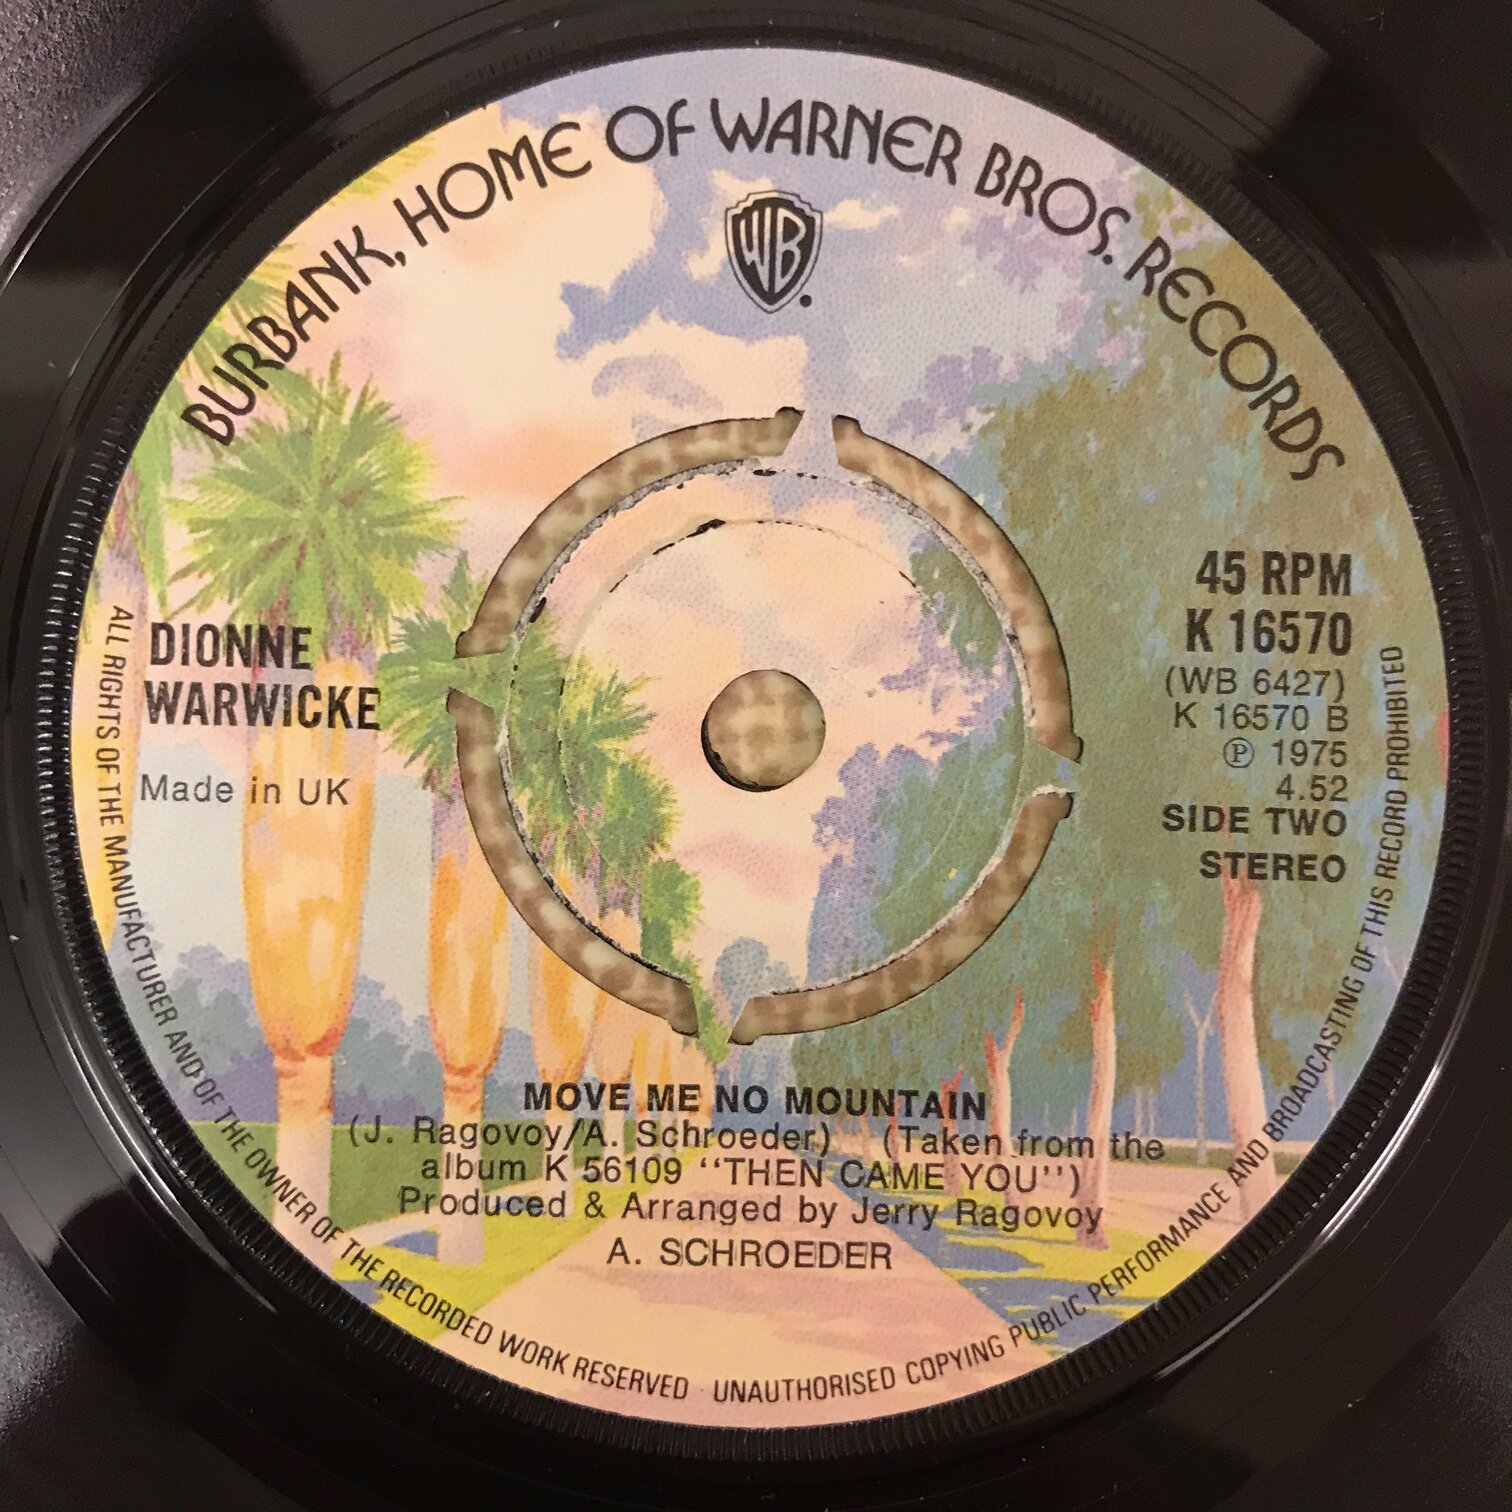 BURBANK, HOME OF WARNER BROS. RECORDS
WB
45 RPM
K 16570
(WB 6427)
K 16570 B
Ⓟ 1975
4.52
SIDE TWO
STEREO
DIONNE
WARWICKE
Made in UK
MOVE ME NO MOUNTAIN
(J. Ragovoy/A. Schroeder) (Taken from the
album K 56109 "THEN CAME YOU")
Produced & Arranged by Jerry Ragovoy
A. SCHROEDER
ALL RIGHTS OF THE MANUFACTURER AND OF THE OWNER OF THE RECORDED WORK RESERVED · UNAUTHORISED COPYING PUBLIC PERFORMANCE AND BROADCASTING OF THIS RECORD PROHIBITED